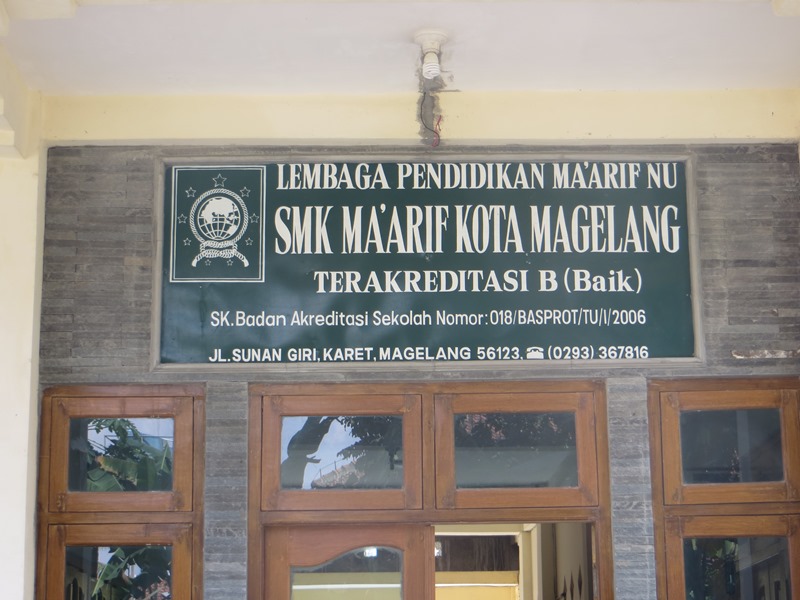 LEMBAGA PENDIDIKAN MA'ARIF NU
SMK MA'ARIF KOTA MAGELANG
TERAKREDITASI B (Baik)
SK.Badan Akreditasi Sekolah Nomor:018/BASPROT/TU/I/2006
JL.SUNAN GIRI, KARET, MAGELANG 56123, ☎ (0293) 367816